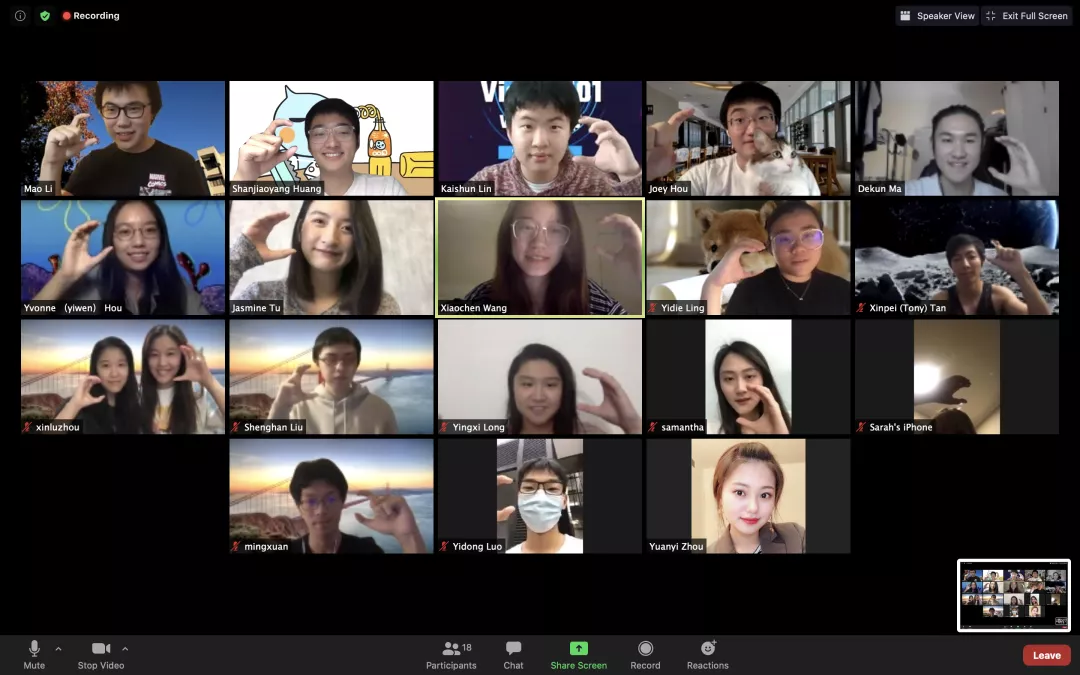 Recording
Speaker View
Exit Full Screen
Mao Li
MARVEL
COMICS
Shanjiaoyang Huang
Kaishun Lin
Joey Hou
Dekun Ma
Yvonne (yiwen) Hou
Jasmine Tu
Xiaochen Wang
Yidie Ling
Xinpei (Tony) Tan
xinluzhou
Shenghan Liu
Yingxi Long
samantha
Sarah's iPhone
mingxuan
Yidong Luo
Yuanyi Zhou
Mute
Stop Video
Participants
18
Chat
Share Screen
Record
Reactions
Leave